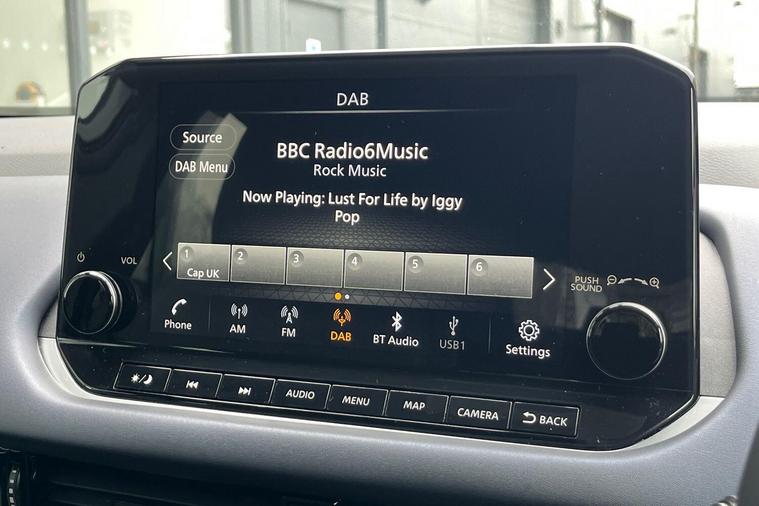 DAB
Source
BBC Radio6Music
DAB Menu
Rock Music
Now Playing: Lust For Life by Iggy
Pop
1 2 3 4 5 6
Cap UK
VOL
PUSH
SOUND
Phone AM FM DAB BT Audio USB1 Settings
AUDIO MENU MAP CAMERA BACK